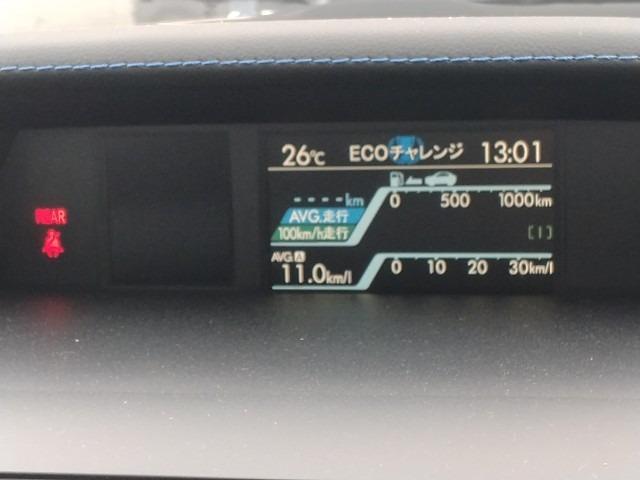 26℃ ECOチャレンジ 13:01
- - - - km
0 500 1000km
AVG.走行
100km/h走行
[ | ]
AVG.A
11.0km/l
0 10 20 30km/l
REAR